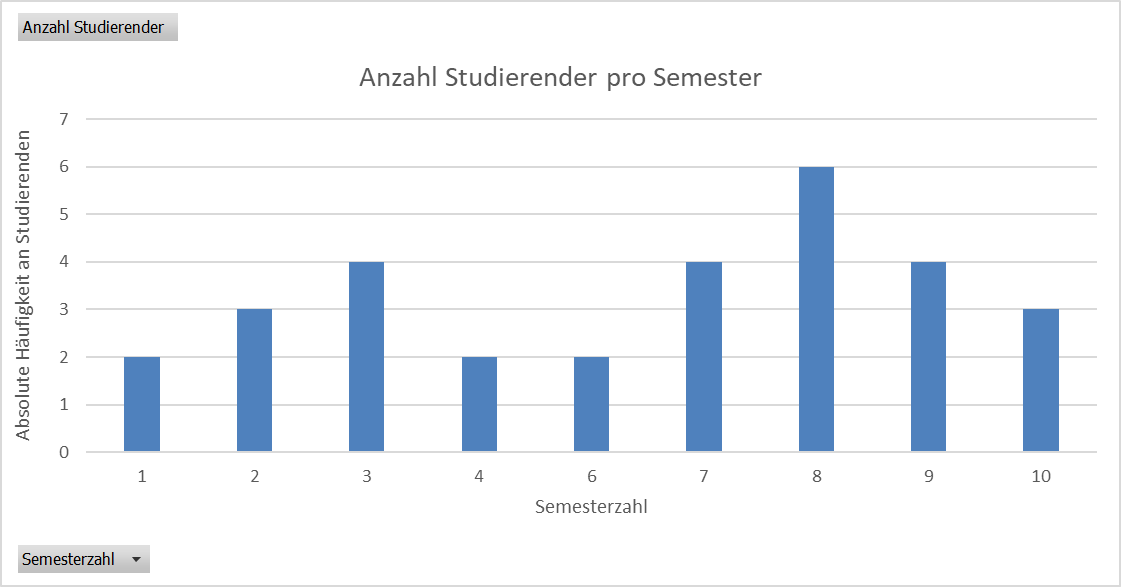 Anzahl Studierender
Anzahl Studierender pro Semester
Absolute Häufigkeit an Studierenden
7
6
5
4
3
2
1
0
1 2 3 4 6 7 8 9 10
Semesterzahl
Semesterzahl